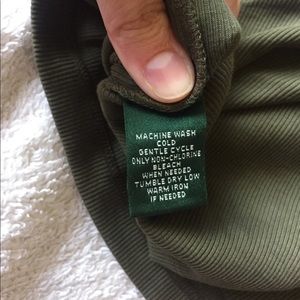 MACHINE WASH
COLD
GENTLE CYCLE
ONLY NON-CHLORINE
BLEACH
WHEN NEEDED
TUMBLE DRY LOW
WARM IRON
IF NEEDED